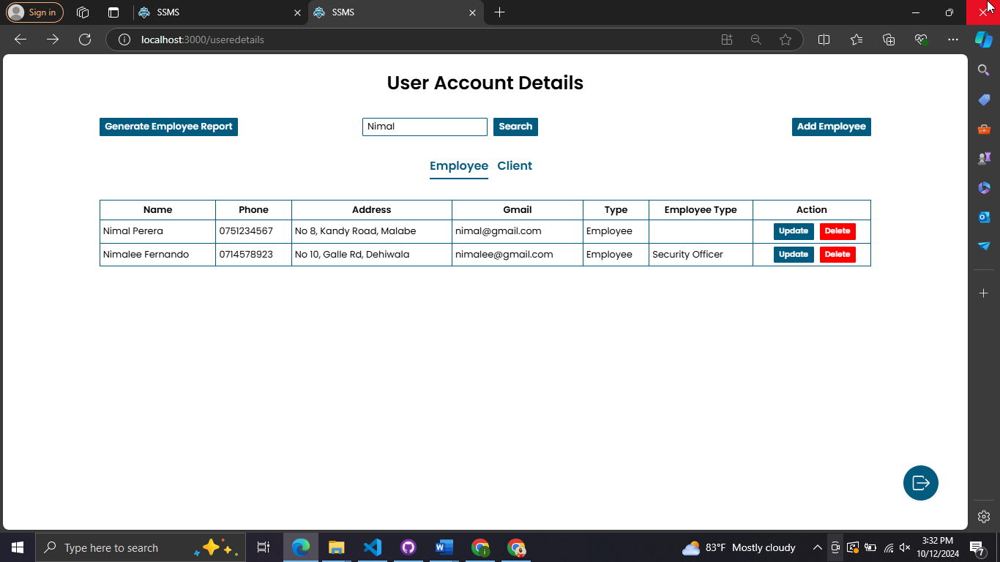 Sign in SSMS SSMS
localhost:3000/useredetails
User Account Details
Generate Employee Report Nimal Search Add Employee
Employee Client
Name Phone Address Gmail Type Employee Type Action
Nimal Perera 0751234567 No 8, Kandy Road, Malabe nimal@gmail.com Employee Update Delete
Nimalee Fernando 0714578923 No 10, Galle Rd, Dehiwala nimalee@gmail.com Employee Security Officer Update Delete
Type here to search 83°F Mostly cloudy 3:32 PM
10/12/2024 7